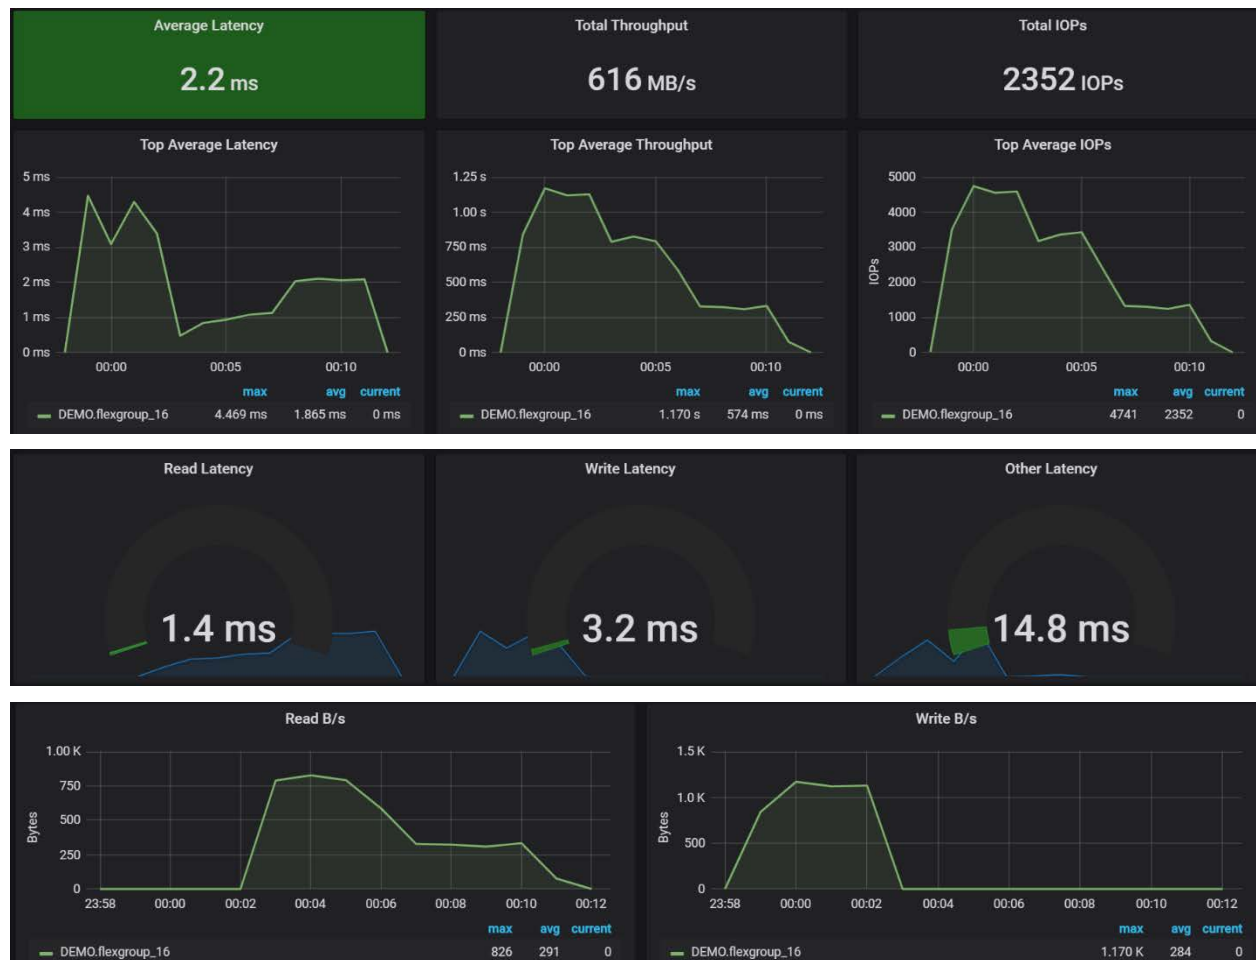 Average Latency
2.2 ms
Total Throughput
616 MB/s
Total IOPs
2352 IOPs
Top Average Latency
5 ms
4 ms
3 ms
2 ms
1 ms
0 ms
00:00 00:05 00:10
max avg current
DEMO.flexgroup_16 4.469 ms 1.865 ms 0 ms
Top Average Throughput
1.25 s
1.00 s
750 ms
500 ms
250 ms
0 ms
00:00 00:05 00:10
max avg current
DEMO.flexgroup_16 1.170 s 574 ms 0 ms
Top Average IOPs
IOPs
5000
4000
3000
2000
1000
0
00:00 00:05 00:10
max avg current
DEMO.flexgroup_16 4741 2352 0
Read Latency
1.4 ms
Write Latency
3.2 ms
Other Latency
14.8 ms
Read B/s
Bytes
1.00 K
750
500
250
0
23:58 00:00 00:02 00:04 00:06 00:08 00:10 00:12
max avg current
DEMO.flexgroup_16 826 291 0
Write B/s
Bytes
1.5 K
1.0 K
500
0
23:58 00:00 00:02 00:04 00:06 00:08 00:10 00:12
max avg current
DEMO.flexgroup_16 1.170 K 284 0